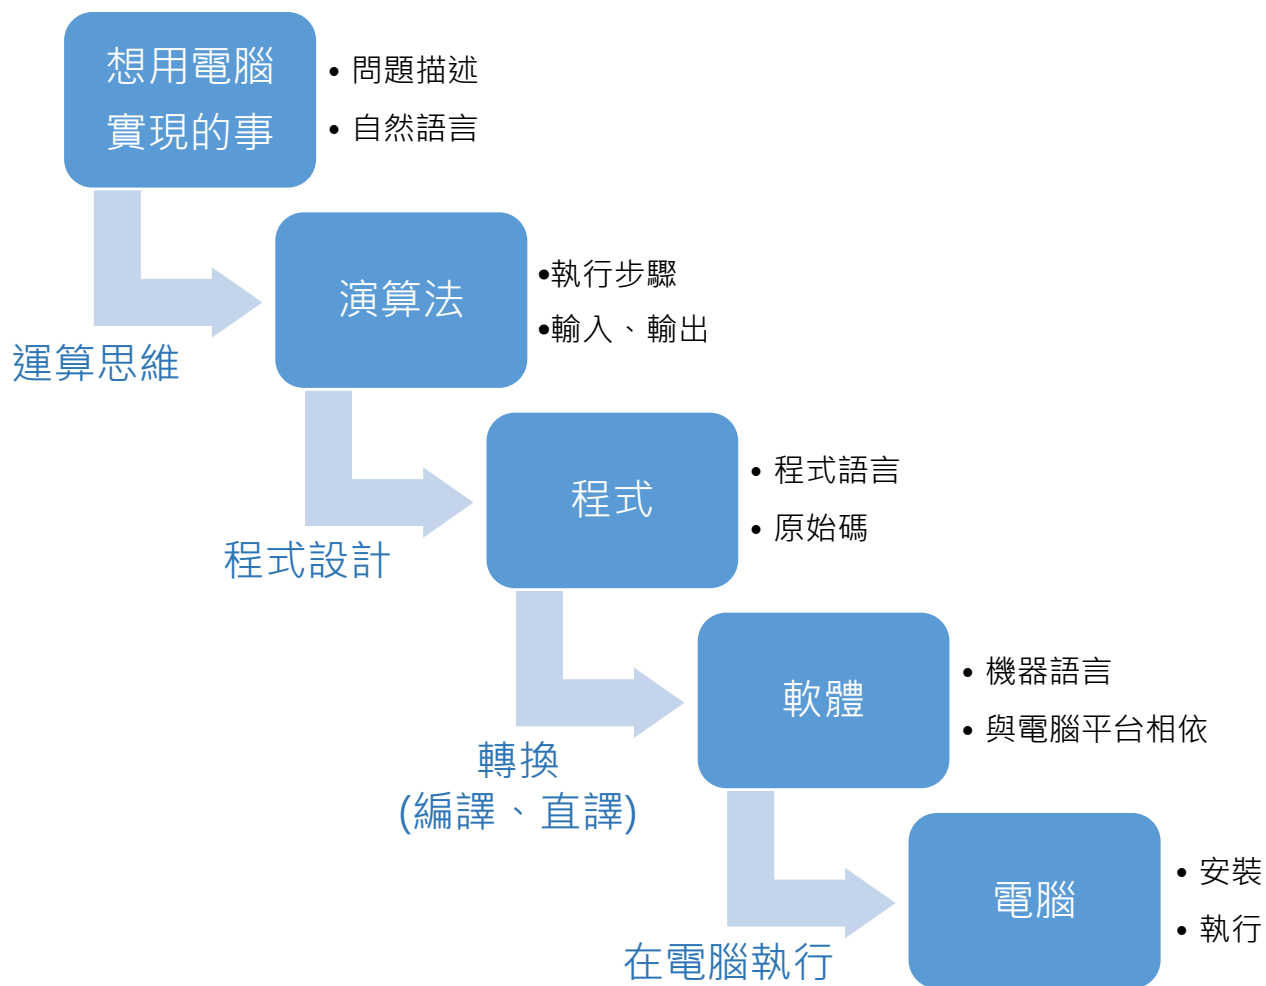 想用電腦
實現的事
• 問題描述
• 自然語言
運算思維
演算法
•執行步驟
•輸入、輸出
程式設計
程式
• 程式語言
• 原始碼
轉換
(編譯、直譯)
軟體
• 機器語言
• 與電腦平台相依
在電腦執行
電腦
• 安裝
• 執行